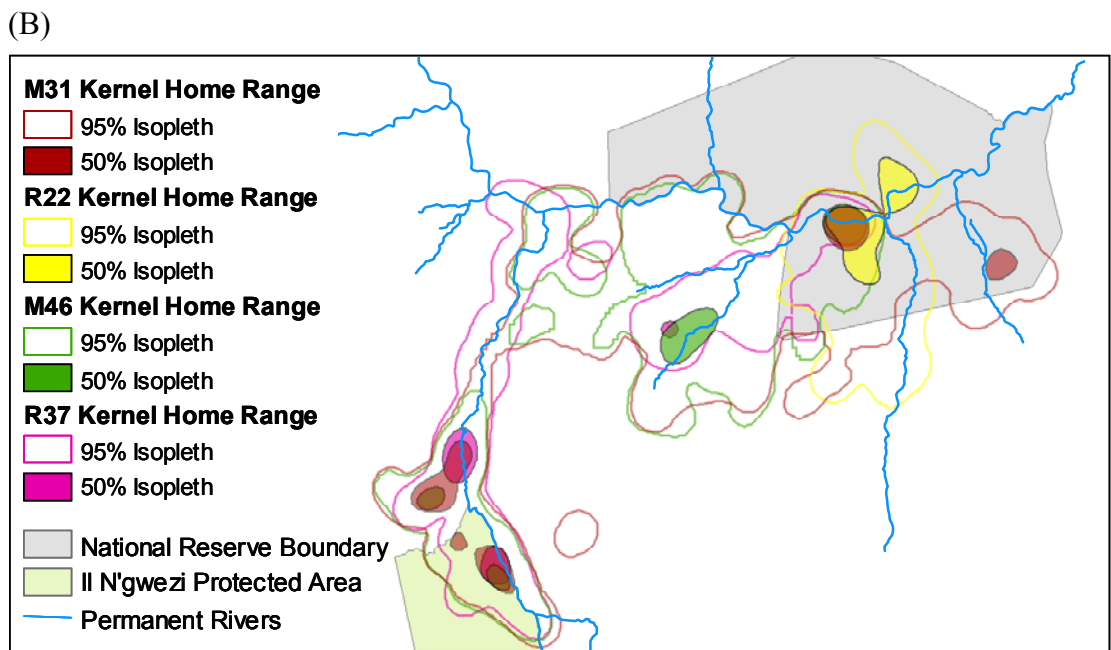 (B)
M31 Kernel Home Range
95% Isopleth
50% Isopleth
R22 Kernel Home Range
95% Isopleth
50% Isopleth
M46 Kernel Home Range
95% Isopleth
50% Isopleth
R37 Kernel Home Range
95% Isopleth
50% Isopleth
National Reserve Boundary
Il N'gwezi Protected Area
Permanent Rivers